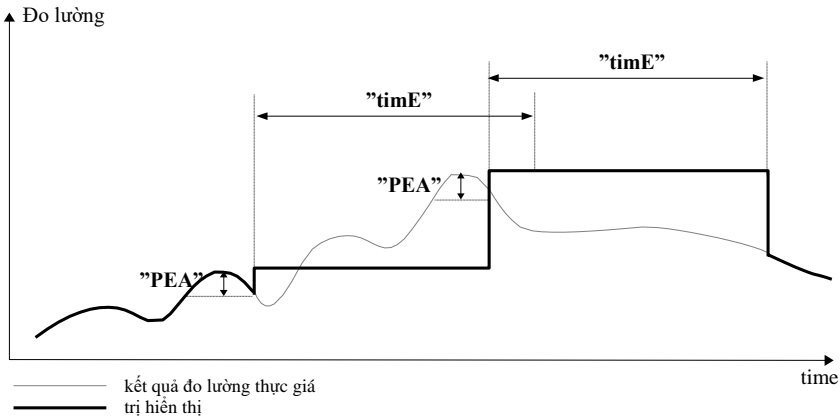 Đo lường
”timE”
”timE”
”PEA”
”PEA”
time
kết quả đo lường thực giá
trị hiển thị